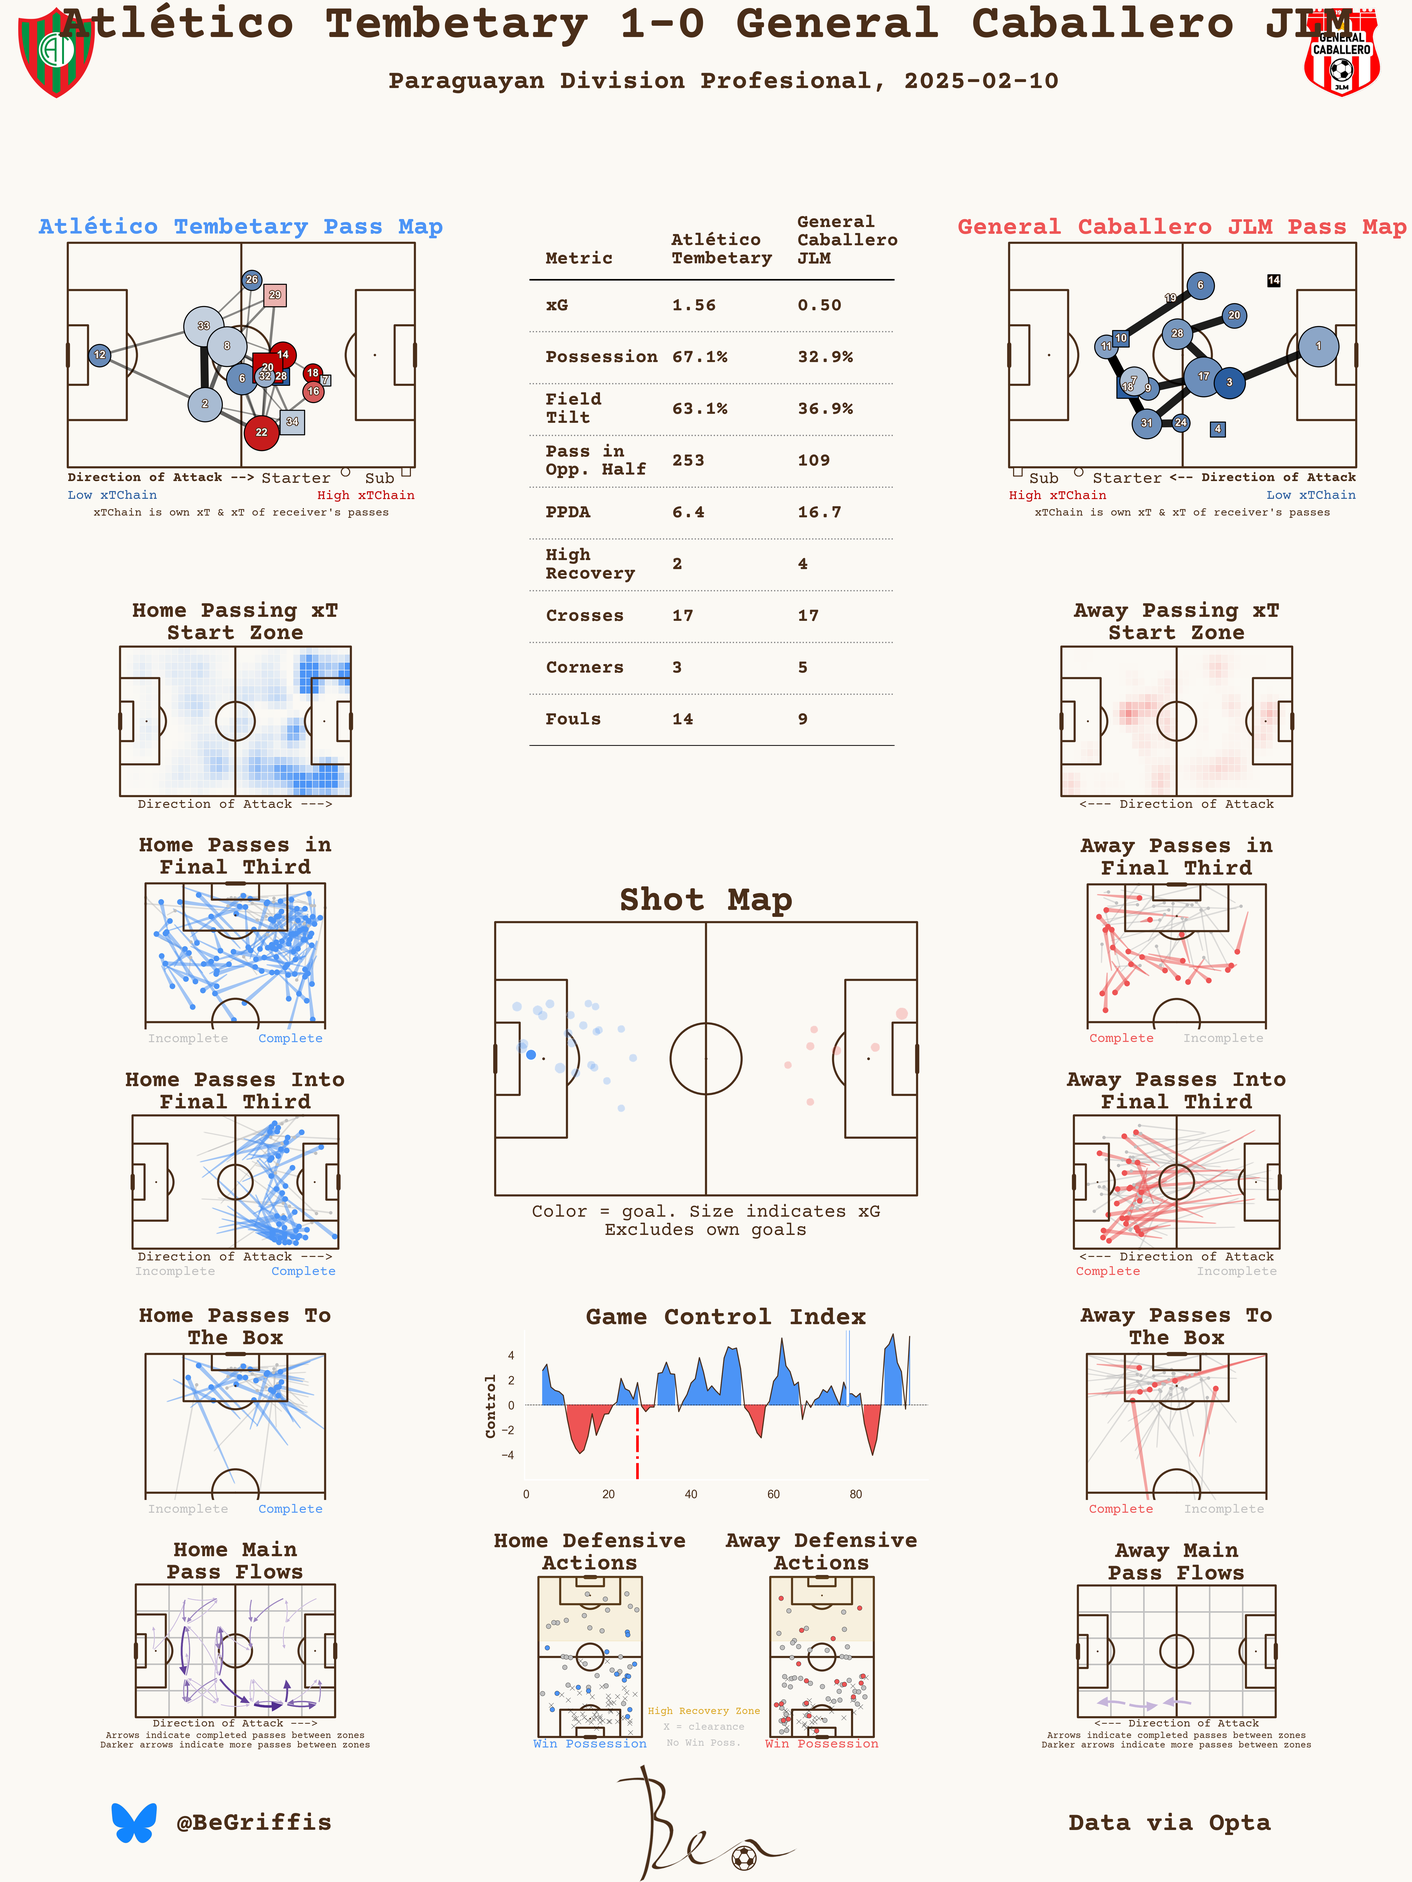 Atlético Tembetary 1-0 General Caballero JLM
Paraguayan Division Profesional, 2025-02-10
CAT
GENERAL
CABALLERO
JLM
Atlético Tembetary Pass Map
26
29
33
8
12
14
20
32
28
6
18
7
16
2
34
22
Direction of Attack --> Starter Sub
Low xTChain High xTChain
xTChain is own xT & xT of receiver's passes
Metric Atlético Tembetary General Caballero JLM
xG 1.56 0.50
Possession 67.1% 32.9%
Field Tilt 63.1% 36.9%
Pass in Opp. Half 253 109
PPDA 6.4 16.7
High Recovery 2 4
Crosses 17 17
Corners 3 5
Fouls 14 9
General Caballero JLM Pass Map
14
6
19
20
10
28
11
1
7
17
3
18
9
31
24
4
Sub Starter <-- Direction of Attack
High xTChain Low xTChain
xTChain is own xT & xT of receiver's passes
Home Passing xT
Start Zone
Direction of Attack --->
Away Passing xT
Start Zone
<--- Direction of Attack
Home Passes in
Final Third
Incomplete Complete
Away Passes in
Final Third
Complete Incomplete
Shot Map
Color = goal. Size indicates xG
Excludes own goals
Home Passes Into
Final Third
Direction of Attack --->
Incomplete Complete
Away Passes Into
Final Third
<--- Direction of Attack
Complete Incomplete
Home Passes To
The Box
Incomplete Complete
Game Control Index
Control
4
2
0
−2
−4
0 20 40 60 80
Away Passes To
The Box
Complete Incomplete
Home Main
Pass Flows
Direction of Attack --->
Arrows indicate completed passes between zones
Darker arrows indicate more passes between zones
Home Defensive
Actions
Win Possession
Away Defensive
Actions
Win Possession
High Recovery Zone
X = clearance
No Win Poss.
Away Main
Pass Flows
<--- Direction of Attack
Arrows indicate completed passes between zones
Darker arrows indicate more passes between zones
@BeGriffis
Ben
Data via Opta